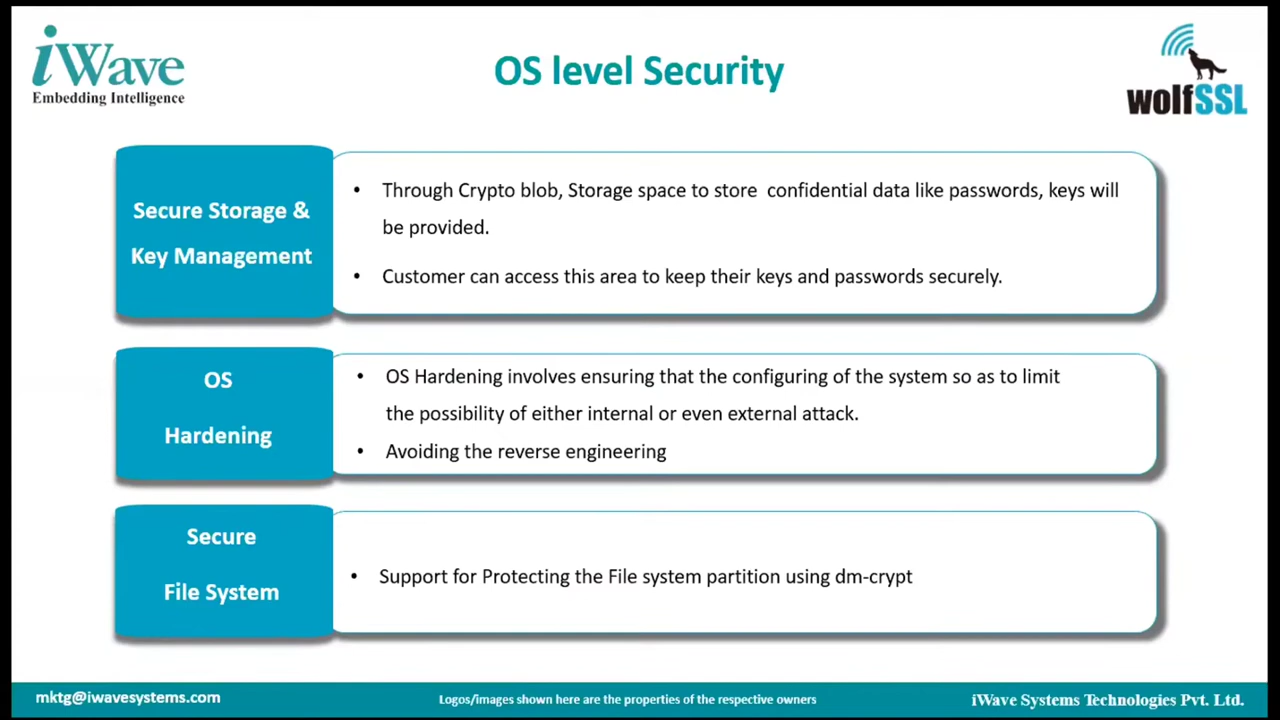 iWave
Embedding Intelligence
OS level Security
wolfSSL
Secure Storage &
Key Management
• Through Crypto blob, Storage space to store confidential data like passwords, keys will
be provided.
• Customer can access this area to keep their keys and passwords securely.
OS
Hardening
• OS Hardening involves ensuring that the configuring of the system so as to limit
the possibility of either internal or even external attack.
• Avoiding the reverse engineering
Secure
File System
• Support for Protecting the File system partition using dm-crypt
mktg@iwavesystems.com
Logos/images shown here are the properties of the respective owners
iWave Systems Technologies Pvt. Ltd.